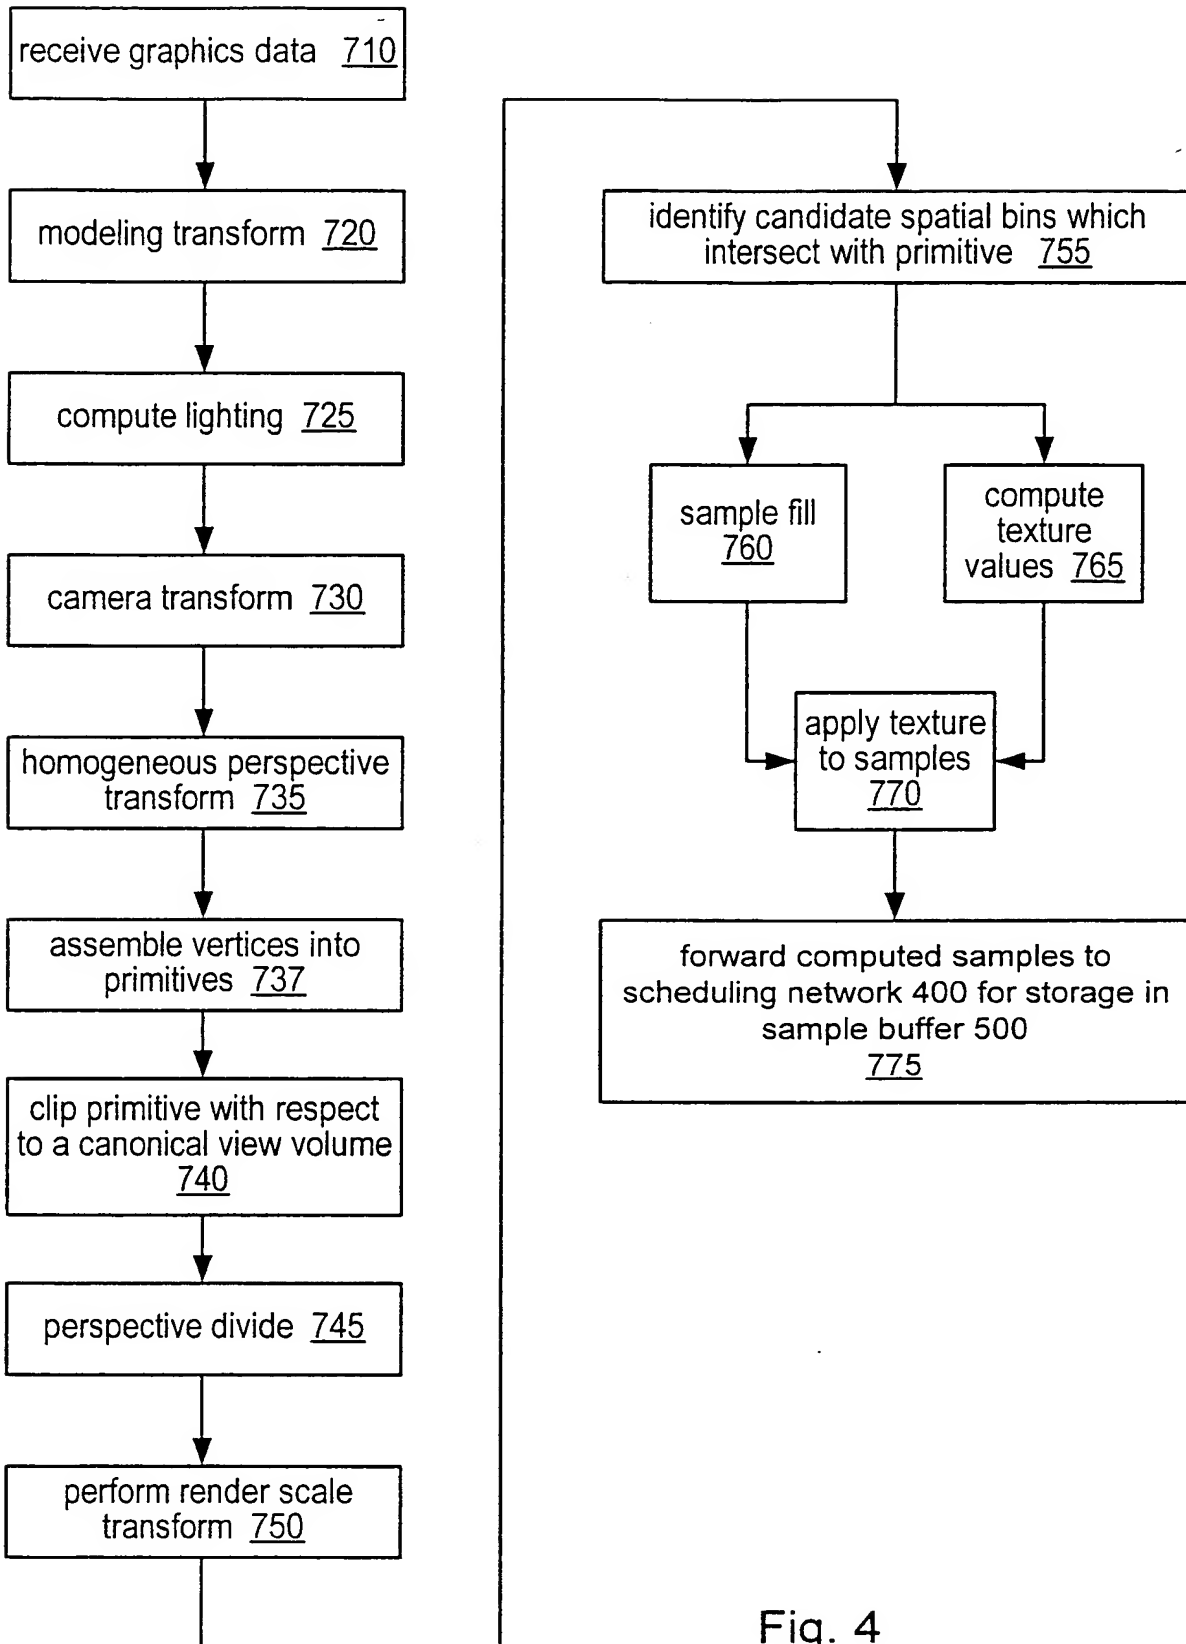 receive graphics data 710
modeling transform 720
compute lighting 725
camera transform 730
homogeneous perspective
transform 735
assemble vertices into
primitives 737
clip primitive with respect
to a canonical view volume
740
perspective divide 745
perform render scale
transform 750
identify candidate spatial bins which
intersect with primitive 755
sample fill
760
compute
texture
values 765
apply texture
to samples
770
forward computed samples to
scheduling network 400 for storage in
sample buffer 500
775
Fig. 4